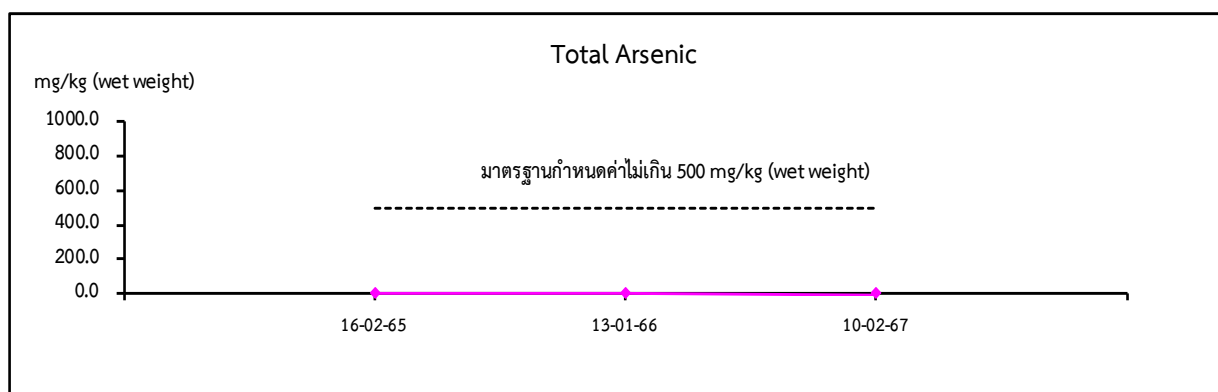 Total Arsenic
mg/kg (wet weight)
1000.0
800.0
มาตรฐานกำหนดค่าไม่เกิน 500 mg/kg (wet weight)
600.0
400.0
200.0
0.0
16-02-65 13-01-66 10-02-67